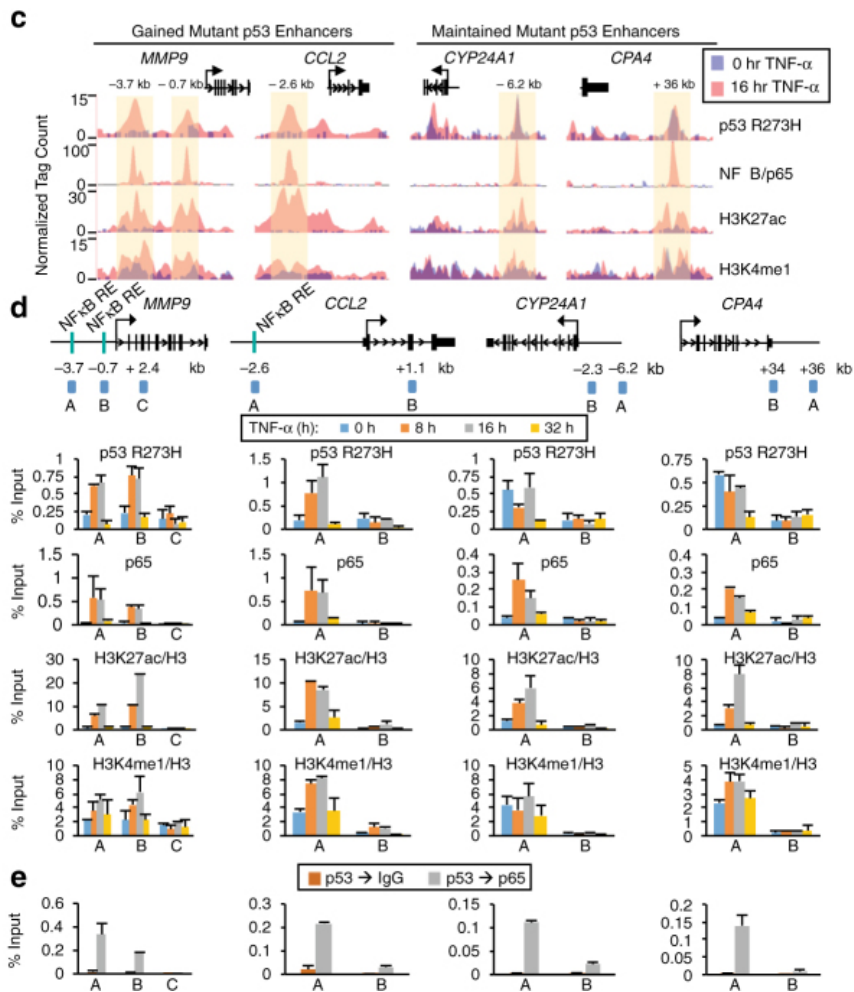 c
Gained Mutant p53 Enhancers Maintained Mutant p53 Enhancers
MMP9 CCL2 CYP24A1 CPA4
0 hr TNF-α
16 hr TNF-α
−3.7 kb − 0.7 kb − 2.6 kb − 6.2 kb + 36 kb
Normalized Tag Count
15
0
p53 R273H
100
0
NF B/p65
30
0
H3K27ac
15
0
H3K4me1
d
NFκB RE NFκB RE MMP9 NFκB RE CCL2 CYP24A1 CPA4
−3.7 −0.7 + 2.4 kb −2.6 +1.1 kb −2.3 −6.2 kb +34 +36 kb
A B C A B B A B A
TNF-α (h): 0 h 8 h 16 h 32 h
p53 R273H p53 R273H p53 R273H p53 R273H
% Input
1 1.5 1 0.75
0.75 1 0.75 0.5
0.5 0.5 0.5 0.25
0.25 0.25
0 0 0 0
A B C A B A B A B
p65 p65 p65 p65
% Input
1.5 1.5 0.4 0.4
1 1 0.3 0.3
0.5 0.5 0.2 0.2
0.1 0.1
0 0 0 0
A B C A B A B A B
H3K27ac/H3 H3K27ac/H3 H3K27ac/H3 H3K27ac/H3
% Input
30 15 10 10
20 10 8 8
10 5 6 6
4 4
2 2
0 0 0 0
A B C A B A B A B
H3K4me1/H3 H3K4me1/H3 H3K4me1/H3 H3K4me1/H3
% Input
10 10 10 5
8 8 8 4
6 6 6 3
4 4 4 2
2 2 2 1
0 0 0 0
A B C A B A B A B
e
p53 → IgG p53 → p65
% Input
0.6 0.3 0.15 0.2
0.4 0.2 0.1 0.15
0.2 0.1 0.05 0.1
0.05
0 0 0 0
A B C A B A B A B